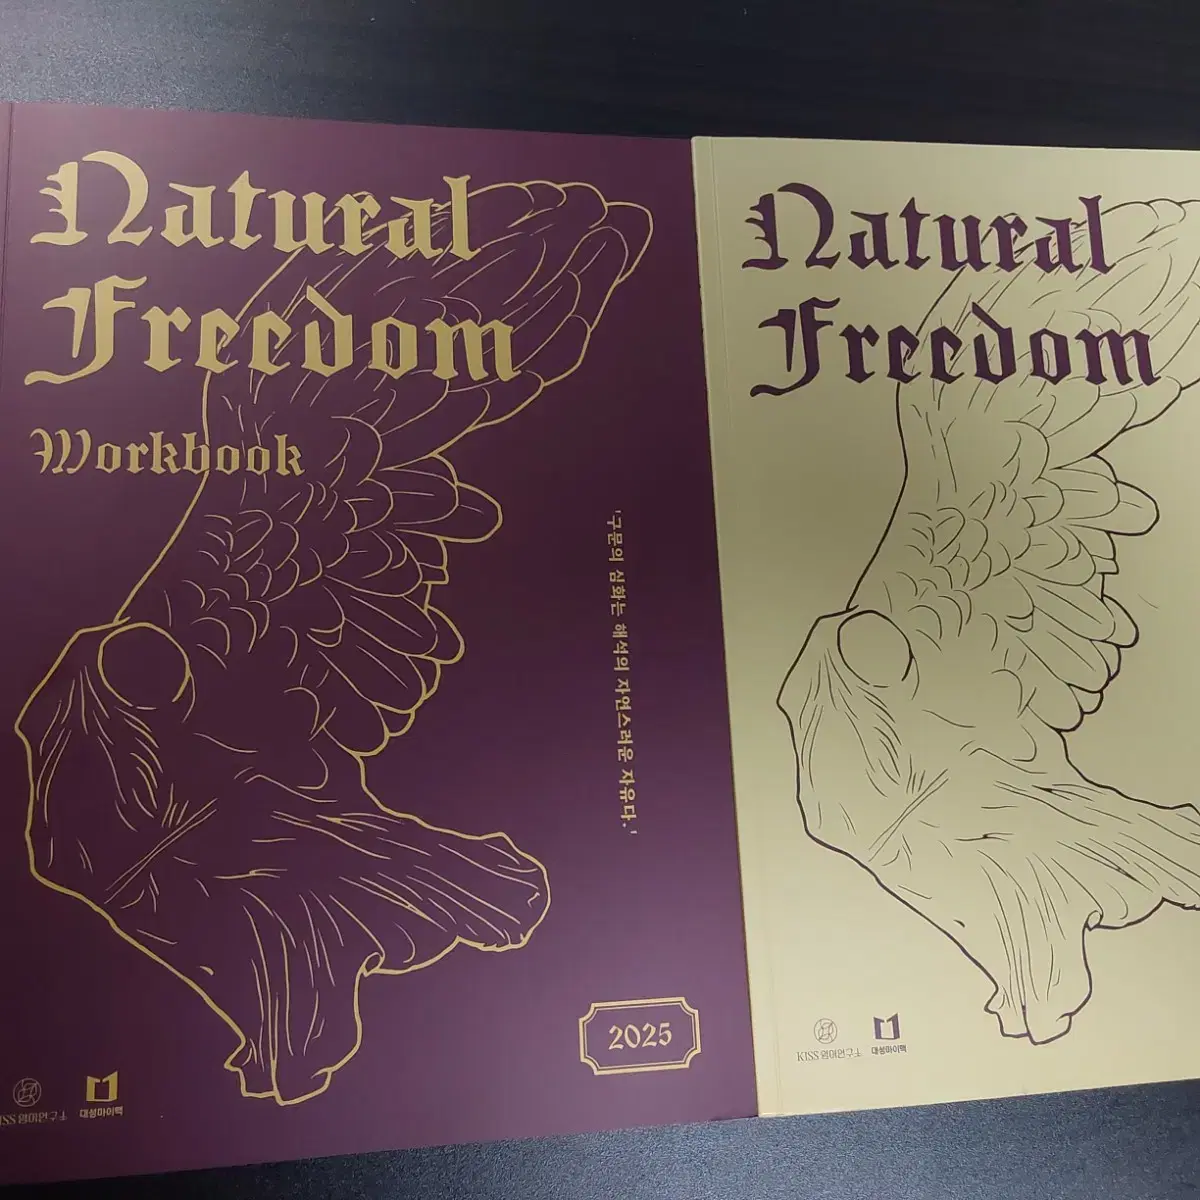 Natural
Freedom
Workbook
'구문의 심화는 해석의 자연스러운 자유다.'
2025
KISS 영어연구소
대성마이맥
Natural
Freedom
KISS 영어연구소
대성마이맥